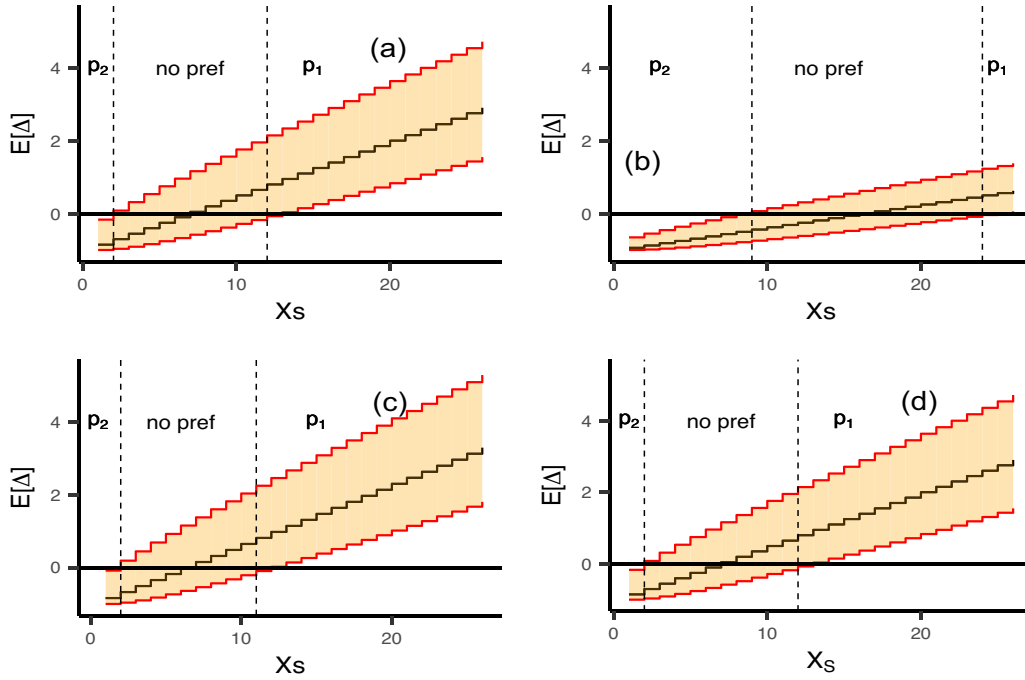 (a)
p₂ no pref p₁
4
2
0
E[Δ]
0 10 20
Xs
p₂ no pref p₁
4
2
0
(b)
E[Δ]
0 10 20
Xs
(c)
p₂ no pref p₁
4
2
0
E[Δ]
0 10 20
Xs
(d)
p₂ no pref p₁
4
2
0
E[Δ]
0 10 20
Xₛ